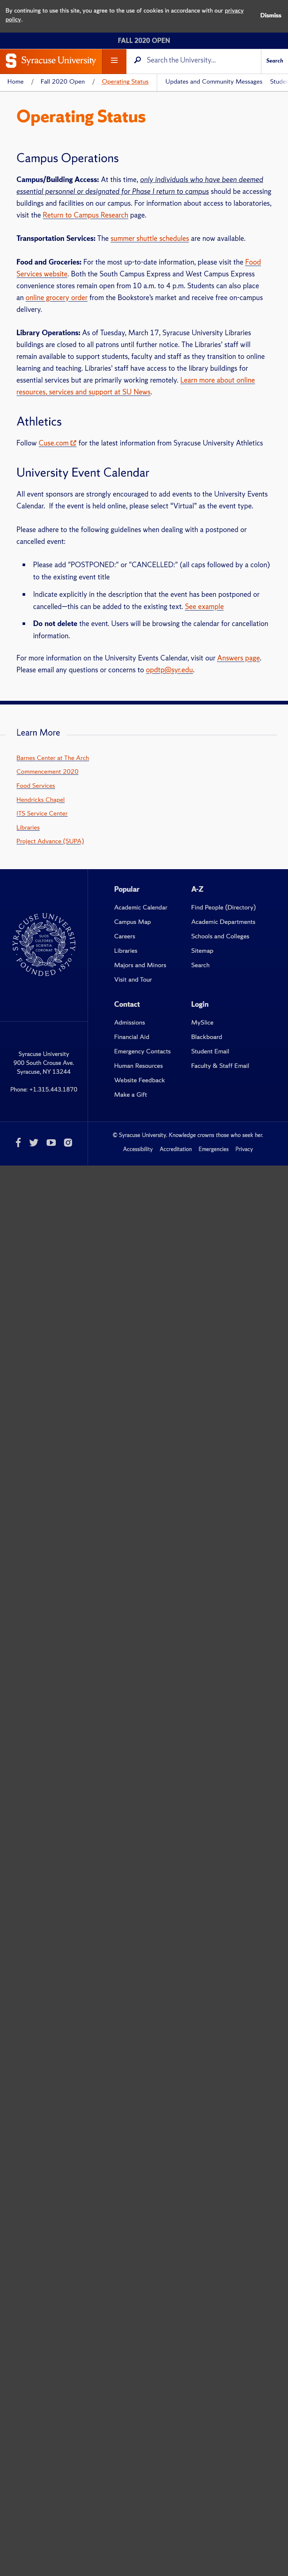 By continuing to use this site, you agree to the use of cookies in accordance with our privacy
policy.
Dismiss
FALL 2020 OPEN
S Syracuse University
Search the University...
Search
Home / Fall 2020 Open / Operating Status
Updates and Community Messages
Stude
Operating Status
Campus Operations
Campus/Building Access: At this time, only individuals who have been deemed
essential personnel or designated for Phase I return to campus should be accessing
buildings and facilities on our campus. For information about access to laboratories,
visit the Return to Campus Research page.
Transportation Services: The summer shuttle schedules are now available.
Food and Groceries: For the most up-to-date information, please visit the Food
Services website. Both the South Campus Express and West Campus Express
convenience stores remain open from 10 a.m. to 4 p.m. Students can also place
an online grocery order from the Bookstore's market and receive free on-campus
delivery.
Library Operations: As of Tuesday, March 17, Syracuse University Libraries
buildings are closed to all patrons until further notice. The Libraries' staff will
remain available to support students, faculty and staff as they transition to online
learning and teaching. Libraries' staff have access to the library buildings for
essential services but are primarily working remotely. Learn more about online
resources, services and support at SU News.
Athletics
Follow Cuse.com for the latest information from Syracuse University Athletics
University Event Calendar
All event sponsors are strongly encouraged to add events to the University Events
Calendar. If the event is held online, please select "Virtual" as the event type.
Please adhere to the following guidelines when dealing with a postponed or
cancelled event:
Please add "POSTPONED:" or "CANCELLED:" (all caps followed by a colon)
to the existing event title
Indicate explicitly in the description that the event has been postponed or
cancelled—this can be added to the existing text. See example
Do not delete the event. Users will be browsing the calendar for cancellation
information.
For more information on the University Events Calendar, visit our Answers page.
Please email any questions or concerns to opdtp@syr.edu.
Learn More
Barnes Center at The Arch
Commencement 2020
Food Services
Hendricks Chapel
ITS Service Center
Libraries
Project Advance (SUPA)
SYRACUSE UNIVERSITY
FOUNDED A.D. 1870
SUOS CULTORES SCIENTIA CORONAT
Syracuse University
900 South Crouse Ave.
Syracuse, NY 13244
Phone: +1.315.443.1870
Popular
Academic Calendar
Campus Map
Careers
Libraries
Majors and Minors
Visit and Tour
A-Z
Find People (Directory)
Academic Departments
Schools and Colleges
Sitemap
Search
Contact
Admissions
Financial Aid
Emergency Contacts
Human Resources
Website Feedback
Make a Gift
Login
MySlice
Blackboard
Student Email
Faculty & Staff Email
© Syracuse University. Knowledge crowns those who seek her.
Accessibility Accreditation Emergencies Privacy